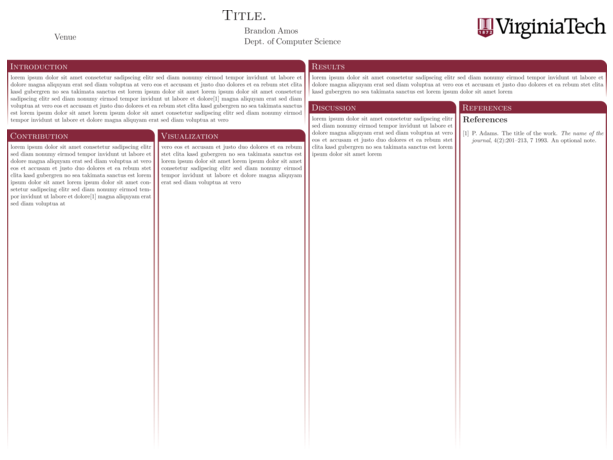 Title.
Venue
Brandon Amos
Dept. of Computer Science
1872 VirginiaTech
Introduction
lorem ipsum dolor sit amet consetetur sadipscing elitr sed diam nonumy eirmod tempor invidunt ut labore et
dolore magna aliquyam erat sed diam voluptua at vero eos et accusam et justo duo dolores et ea rebum stet clita
kasd gubergren no sea takimata sanctus est lorem ipsum dolor sit amet lorem ipsum dolor sit amet consetetur
sadipscing elitr sed diam nonumy eirmod tempor invidunt ut labore et dolore[1] magna aliquyam erat sed diam
voluptua at vero eos et accusam et justo duo dolores et ea rebum stet clita kasd gubergren no sea takimata sanctus
est lorem ipsum dolor sit amet lorem ipsum dolor sit amet consetetur sadipscing elitr sed diam nonumy eirmod
tempor invidunt ut labore et dolore magna aliquyam erat sed diam voluptua at vero
Contribution
lorem ipsum dolor sit amet consetetur sadipscing elitr
sed diam nonumy eirmod tempor invidunt ut labore et
dolore magna aliquyam erat sed diam voluptua at vero
eos et accusam et justo duo dolores et ea rebum stet
clita kasd gubergren no sea takimata sanctus est lorem
ipsum dolor sit amet lorem ipsum dolor sit amet con-
setetur sadipscing elitr sed diam nonumy eirmod tem-
por invidunt ut labore et dolore[1] magna aliquyam erat
sed diam voluptua at
Visualization
vero eos et accusam et justo duo dolores et ea rebum
stet clita kasd gubergren no sea takimata sanctus est
lorem ipsum dolor sit amet lorem ipsum dolor sit amet
consetetur sadipscing elitr sed diam nonumy eirmod
tempor invidunt ut labore et dolore magna aliquyam
erat sed diam voluptua at vero
Results
lorem ipsum dolor sit amet consetetur sadipscing elitr sed diam nonumy eirmod tempor invidunt ut labore et
dolore magna aliquyam erat sed diam voluptua at vero eos et accusam et justo duo dolores et ea rebum stet clita
kasd gubergren no sea takimata sanctus est lorem ipsum dolor sit amet lorem
Discussion
lorem ipsum dolor sit amet consetetur sadipscing elitr
sed diam nonumy eirmod tempor invidunt ut labore et
dolore magna aliquyam erat sed diam voluptua at vero
eos et accusam et justo duo dolores et ea rebum stet
clita kasd gubergren no sea takimata sanctus est lorem
ipsum dolor sit amet lorem
References
References
[1] P. Adams. The title of the work. The name of the
journal, 4(2):201–213, 7 1993. An optional note.